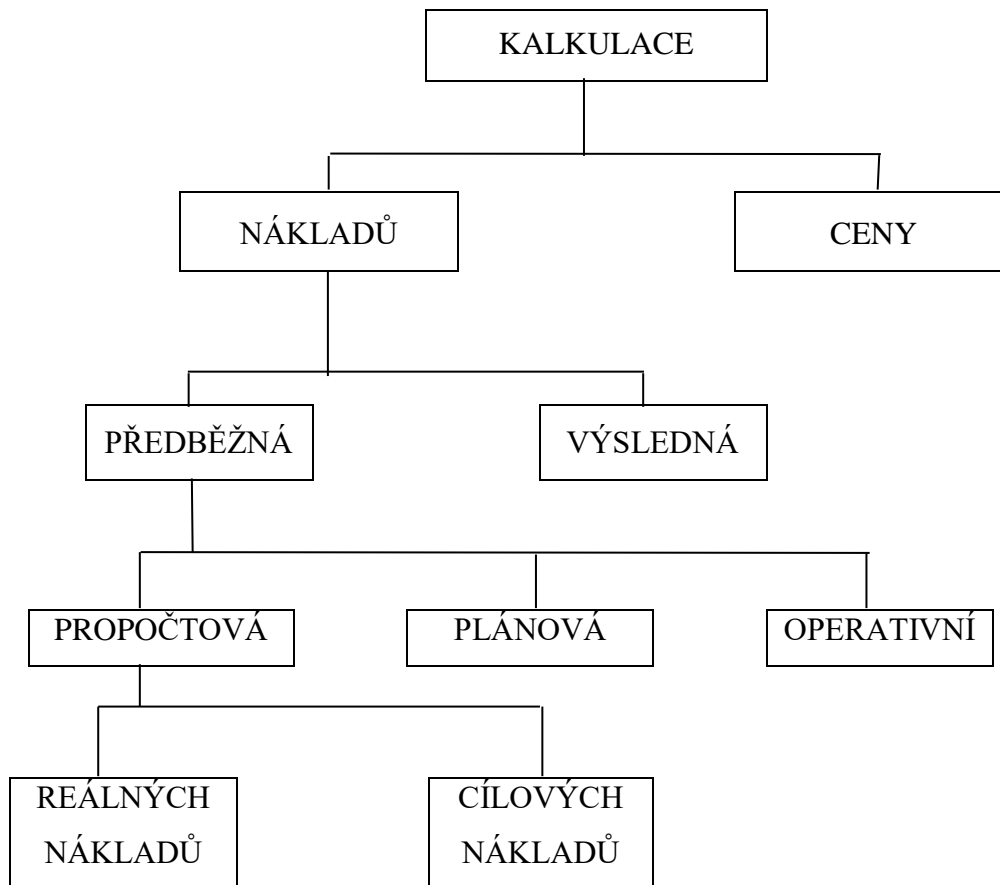 KALKULACE
NÁKLADŮ
CENY
PŘEDBĚŽNÁ
VÝSLEDNÁ
PROPOČTOVÁ
PLÁNOVÁ
OPERATIVNÍ
REÁLNÝCH
NÁKLADŮ
CÍLOVÝCH
NÁKLADŮ